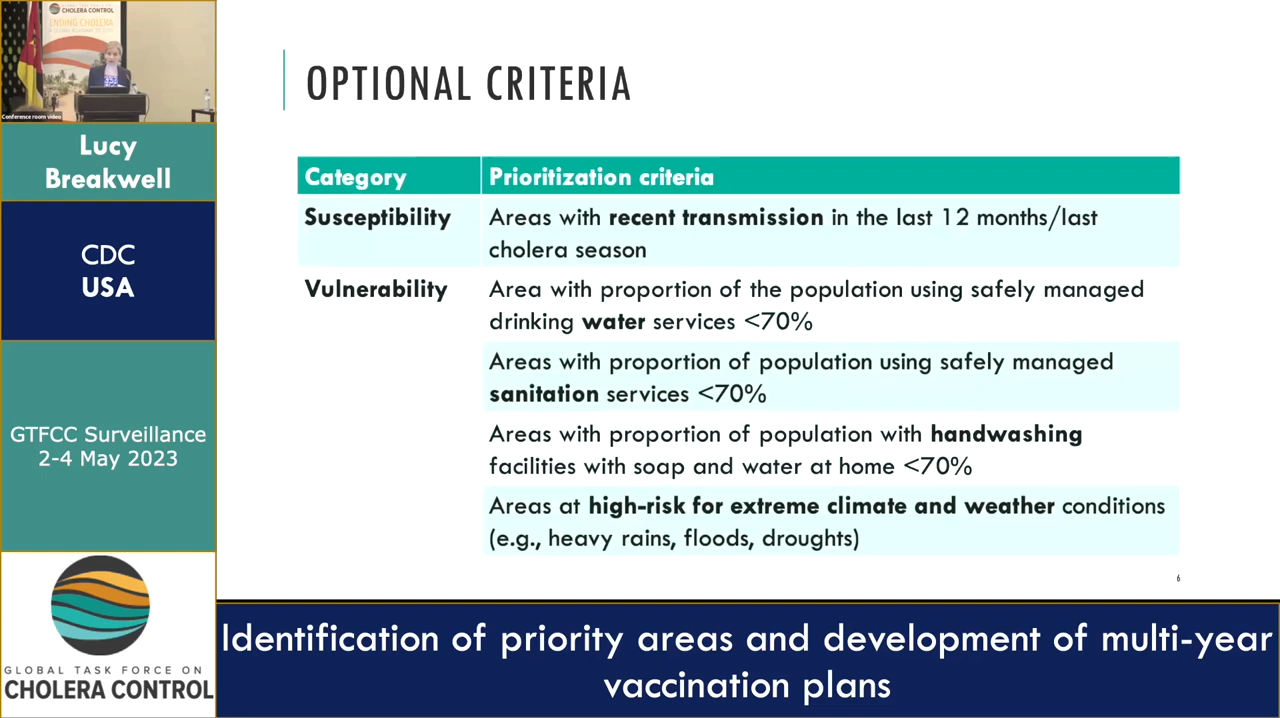 CHOLERA CONTROL
ENDING CHOLERA
Conference room video
Lucy
Breakwell
CDC
USA
GTFCC Surveillance
2-4 May 2023
GLOBAL TASK FORCE ON
CHOLERA CONTROL
OPTIONAL CRITERIA
Category Prioritization criteria
Susceptibility Areas with recent transmission in the last 12 months/last
cholera season
Vulnerability Area with proportion of the population using safely managed
drinking water services <70%
Areas with proportion of population using safely managed
sanitation services <70%
Areas with proportion of population with handwashing
facilities with soap and water at home <70%
Areas at high-risk for extreme climate and weather conditions
(e.g., heavy rains, floods, droughts)
6
Identification of priority areas and development of multi-year
vaccination plans